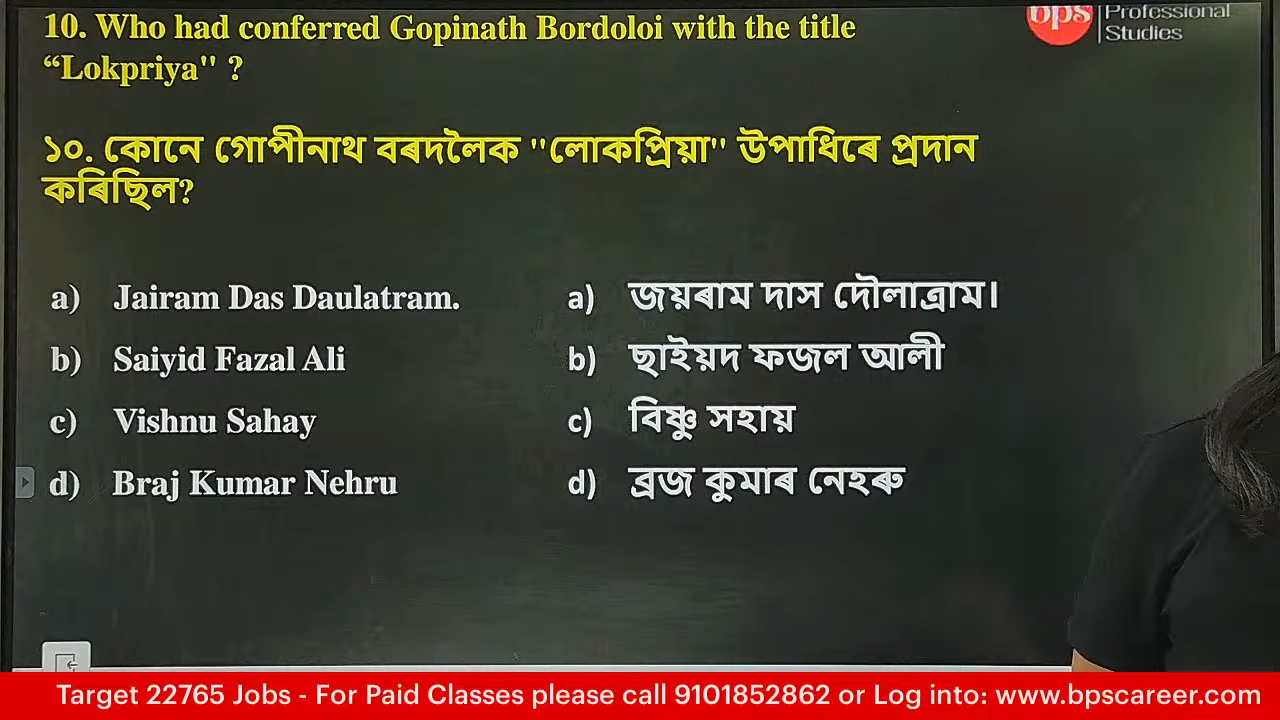 10. Who had conferred Gopinath Bordoloi with the title
“Lokpriya" ?
bps Professional
Studies
১০. কোনে গোপীনাথ বৰদলৈক "লোকপ্ৰিয়া" উপাধিৰে প্ৰদান
কৰিছিল?
a) Jairam Das Daulatram.
b) Saiyid Fazal Ali
c) Vishnu Sahay
d) Braj Kumar Nehru
a) জয়ৰাম দাস দৌলাত্ৰাম।
b) ছাইয়দ ফজল আলী
c) বিষ্ণু সহায়
d) ব্ৰজ কুমাৰ নেহৰু
Target 22765 Jobs - For Paid Classes please call 9101852862 or Log into: www.bpscareer.com